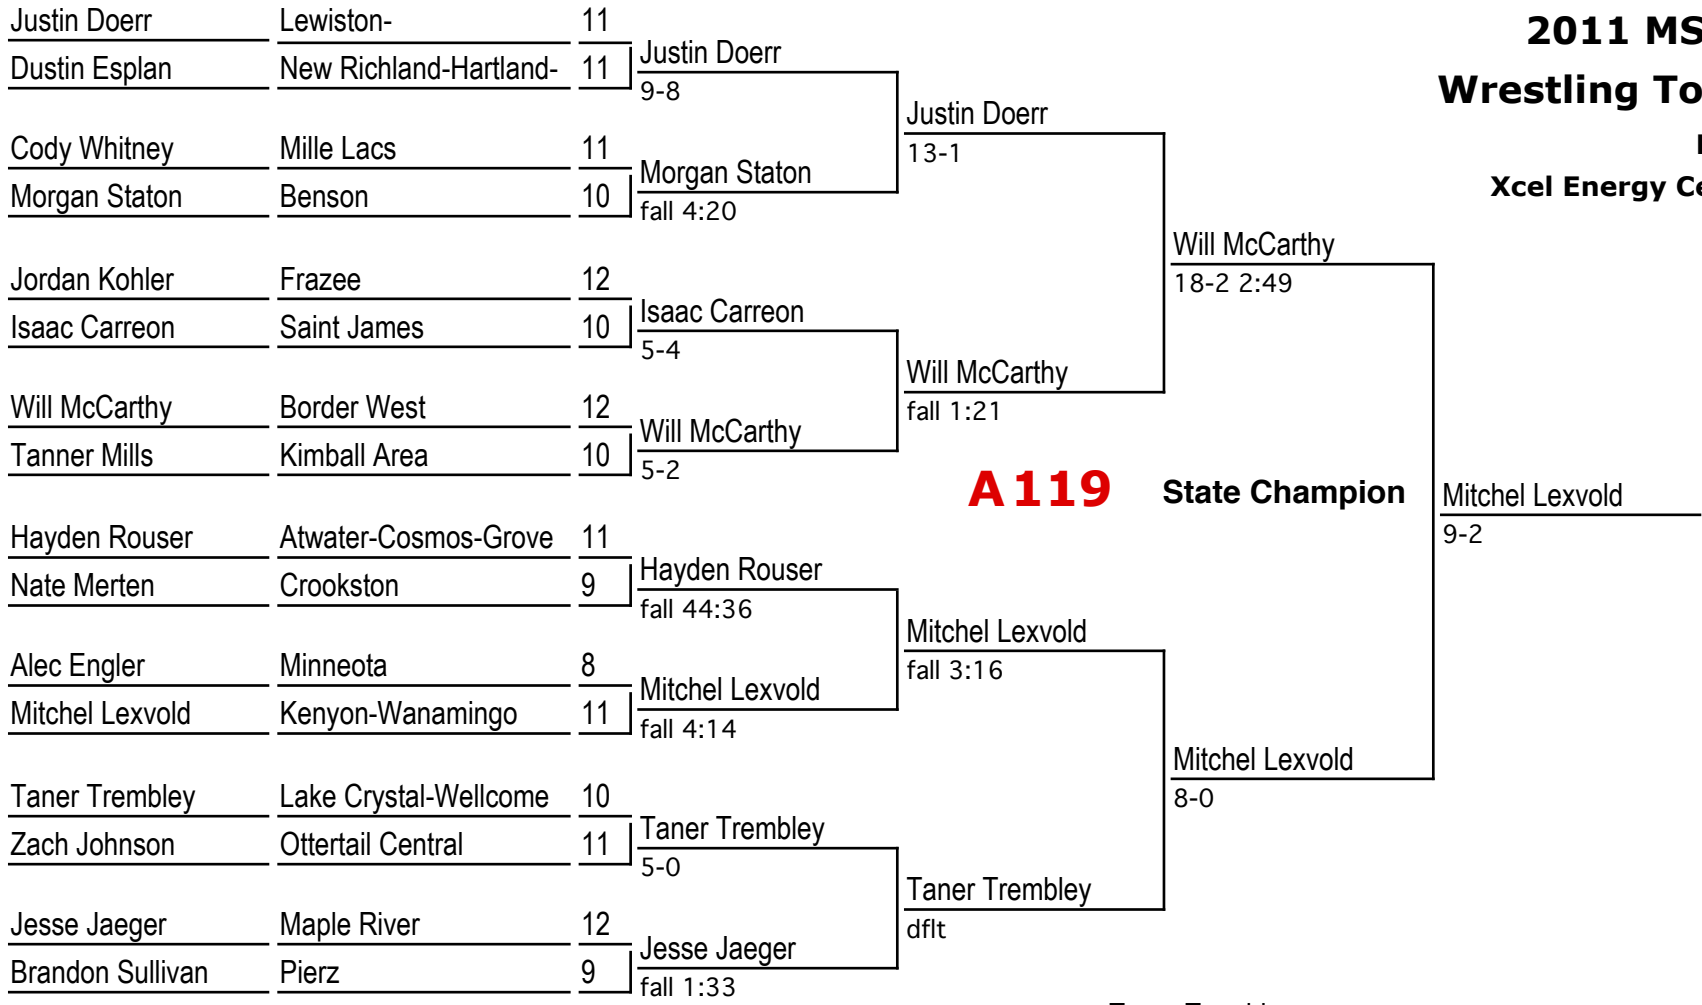 Justin Doerr Lewiston- 11
Dustin Esplan New Richland-Hartland- 11
Justin Doerr
9-8
Cody Whitney Mille Lacs 11
Morgan Staton Benson 10
Morgan Staton
fall 4:20
Justin Doerr
13-1
Jordan Kohler Frazee 12
Isaac Carreon Saint James 10
Isaac Carreon
5-4
Will McCarthy Border West 12
Tanner Mills Kimball Area 10
Will McCarthy
5-2
Will McCarthy
fall 1:21
Will McCarthy
18-2 2:49
Hayden Rouser Atwater-Cosmos-Grove 11
Nate Merten Crookston 9
Hayden Rouser
fall 44:36
Alec Engler Minneota 8
Mitchel Lexvold Kenyon-Wanamingo 11
Mitchel Lexvold
fall 4:14
Mitchel Lexvold
fall 3:16
Taner Trembley Lake Crystal-Wellcome 10
Zach Johnson Ottertail Central 11
Taner Trembley
5-0
Jesse Jaeger Maple River 12
Brandon Sullivan Pierz 9
Jesse Jaeger
fall 1:33
Taner Trembley
dflt
Mitchel Lexvold
8-0
A 119 State Champion
Mitchel Lexvold
9-2
2011 MS
Wrestling To
Xcel Energy Ce